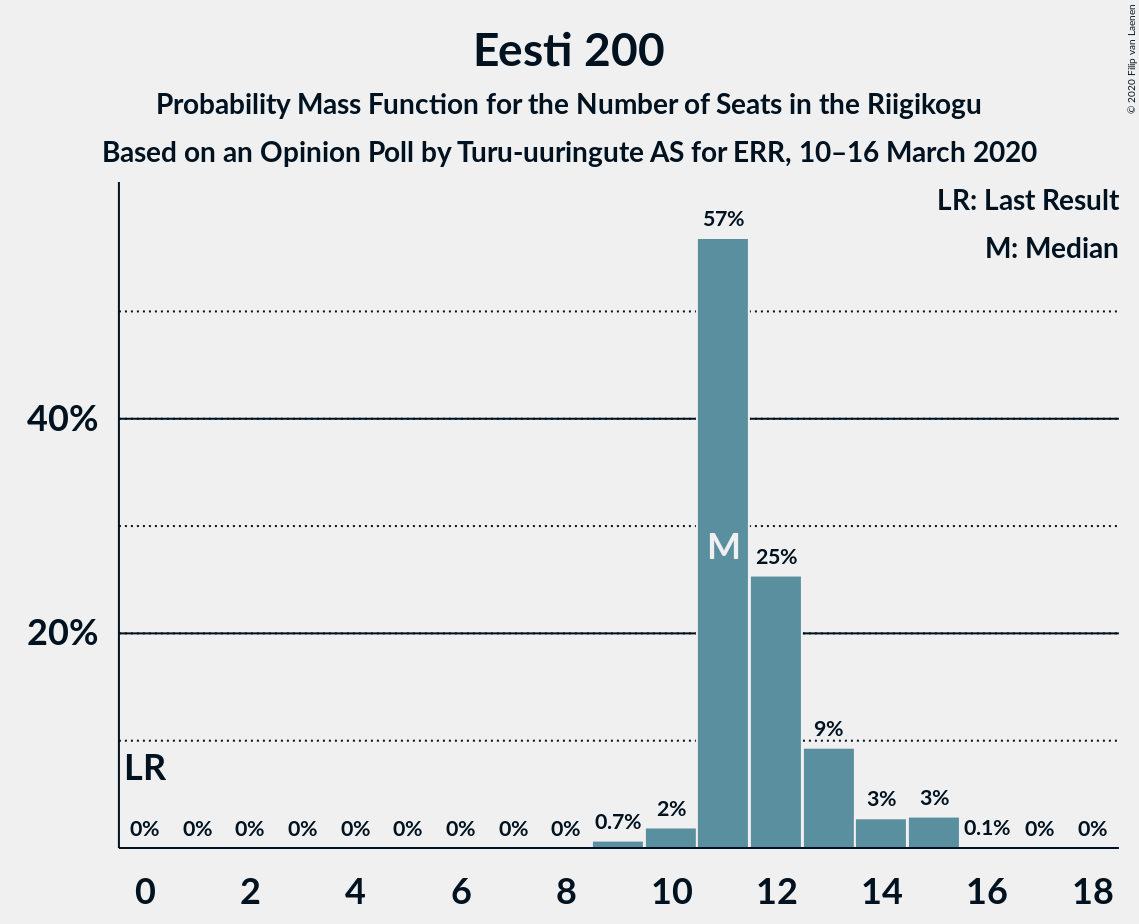 Eesti 200
Probability Mass Function for the Number of Seats in the Riigikogu
Based on an Opinion Poll by Turu-uuringute AS for ERR, 10–16 March 2020
© 2020 Filip van Laenen
LR: Last Result
M: Median
57%
40%
M
25%
20%
9%
LR
0% 0% 0% 0% 0% 0% 0% 0% 0% 0.7% 2% 3% 3% 0.1% 0% 0%
0 2 4 6 8 10 12 14 16 18